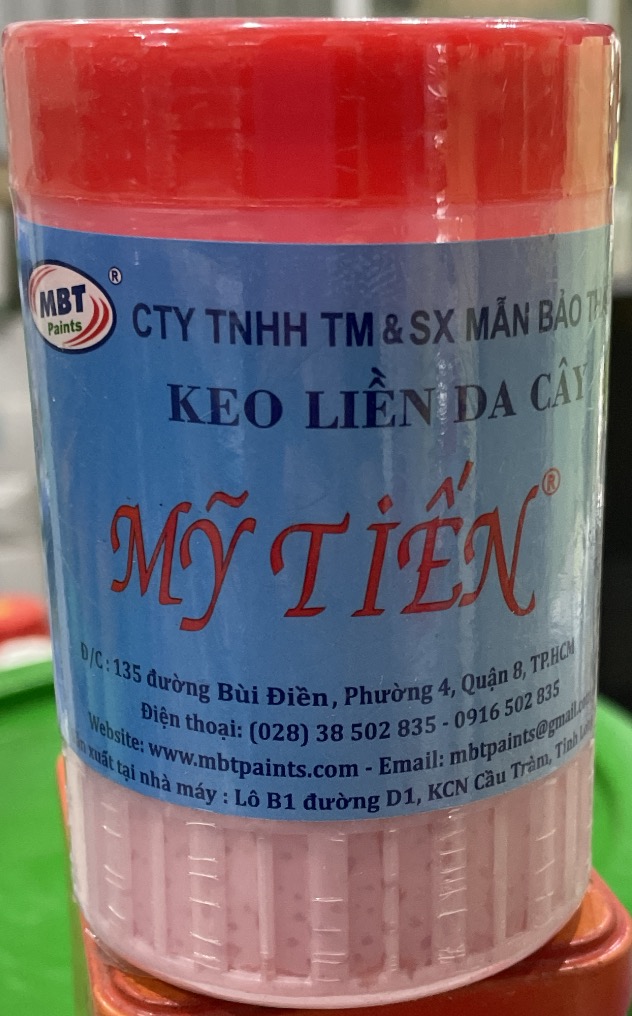 MBT
Paints
®
CTY TNHH TM & SX MẪN BẢO
KEO LIỀN DA CÂY
MỸ TIẾN®
Đ/C : 135 đường Bùi Điền, Phường 4, Quận 8, TP.HCM
Điện thoại: (028) 38 502 835 - 0916 502 835
Website: www.mbtpaints.com - Email: mbtpaints@gmail.com
xuất tại nhà máy : Lô B1 đường D1, KCN Cầu Tràm, Tỉnh